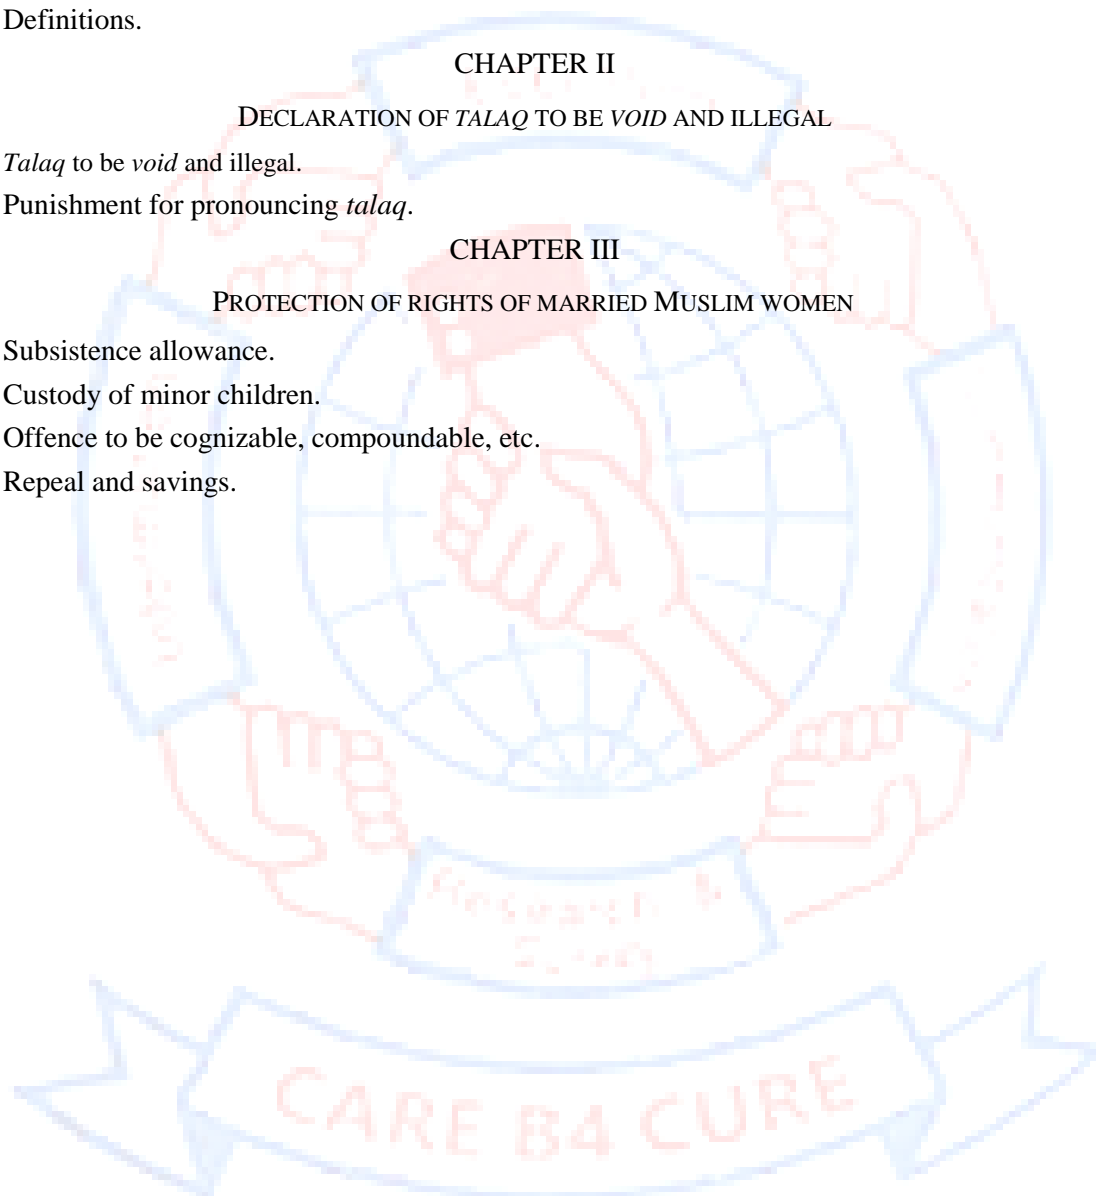 Definitions.
CHAPTER II
DECLARATION OF TALAQ TO BE VOID AND ILLEGAL
Talaq to be void and illegal.
Punishment for pronouncing talaq.
CHAPTER III
PROTECTION OF RIGHTS OF MARRIED MUSLIM WOMEN
Subsistence allowance.
Custody of minor children.
Offence to be cognizable, compoundable, etc.
Repeal and savings.
Research &
CARE B4 CURE